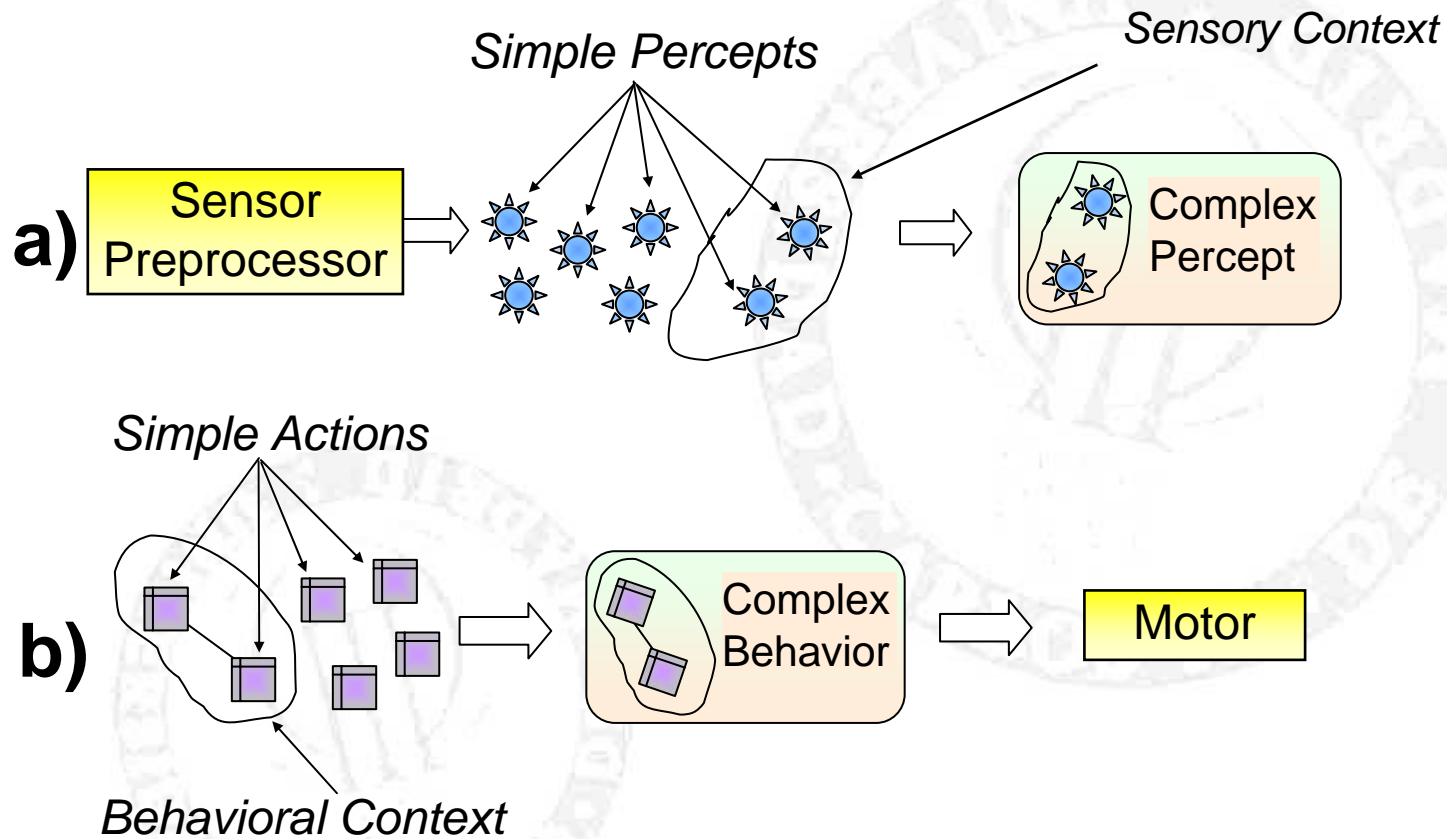 Simple Percepts
Sensory Context
a)
Sensor
Preprocessor
Complex
Percept
Simple Actions
b)
Complex
Behavior
Motor
Behavioral Context